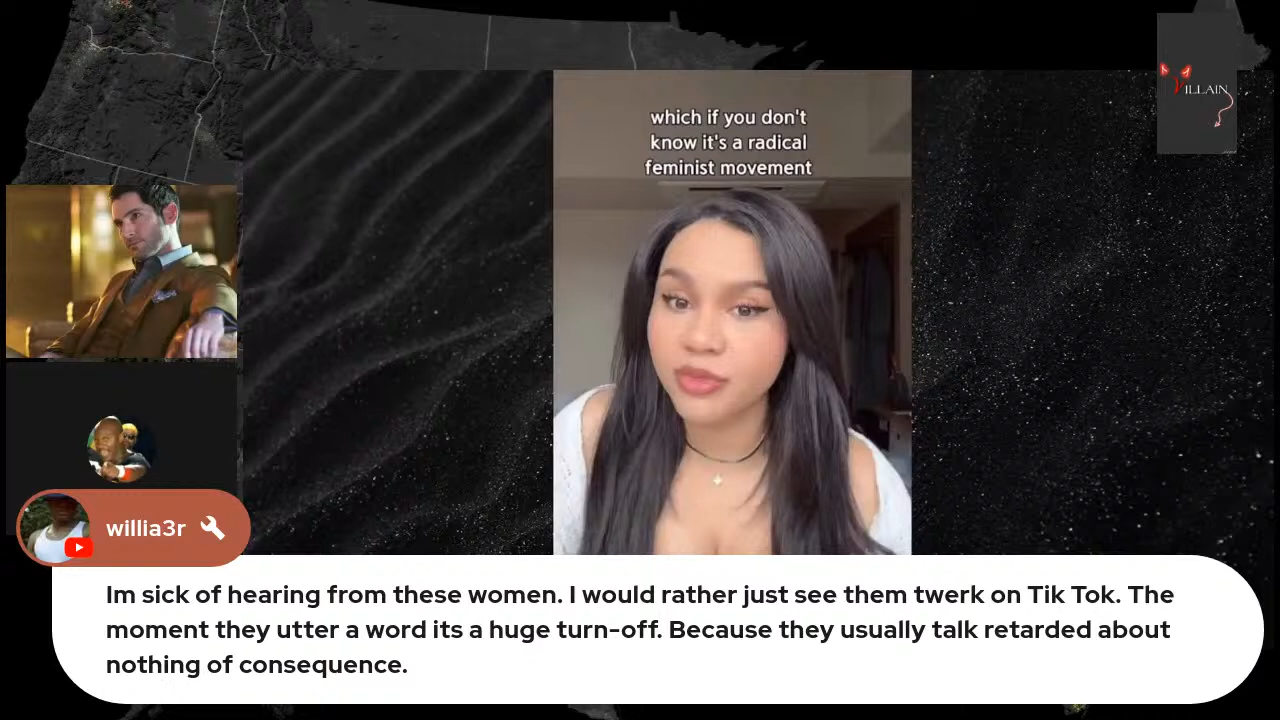 which if you don't
know it's a radical
feminist movement
VILLAIN
willia3r
Im sick of hearing from these women. I would rather just see them twerk on Tik Tok. The
moment they utter a word its a huge turn-off. Because they usually talk retarded about
nothing of consequence.